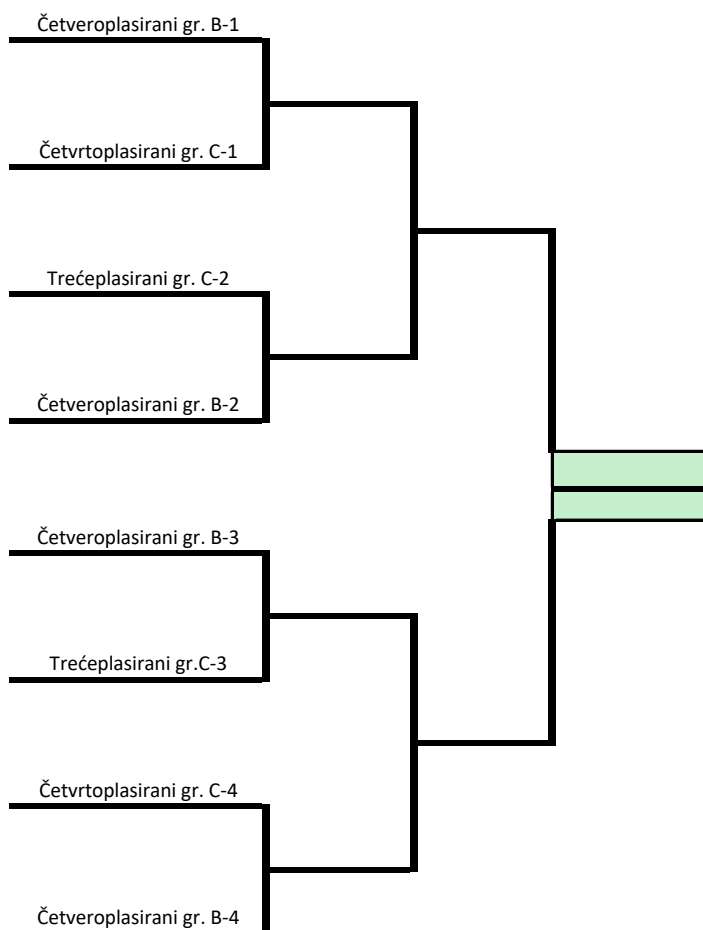 Četveroplasirani gr. B-1
Četvrtoplasirani gr. C-1
Trećeplasirani gr. C-2
Četveroplasirani gr. B-2
Četveroplasirani gr. B-3
Trećeplasirani gr.C-3
Četvrtoplasirani gr. C-4
Četveroplasirani gr. B-4